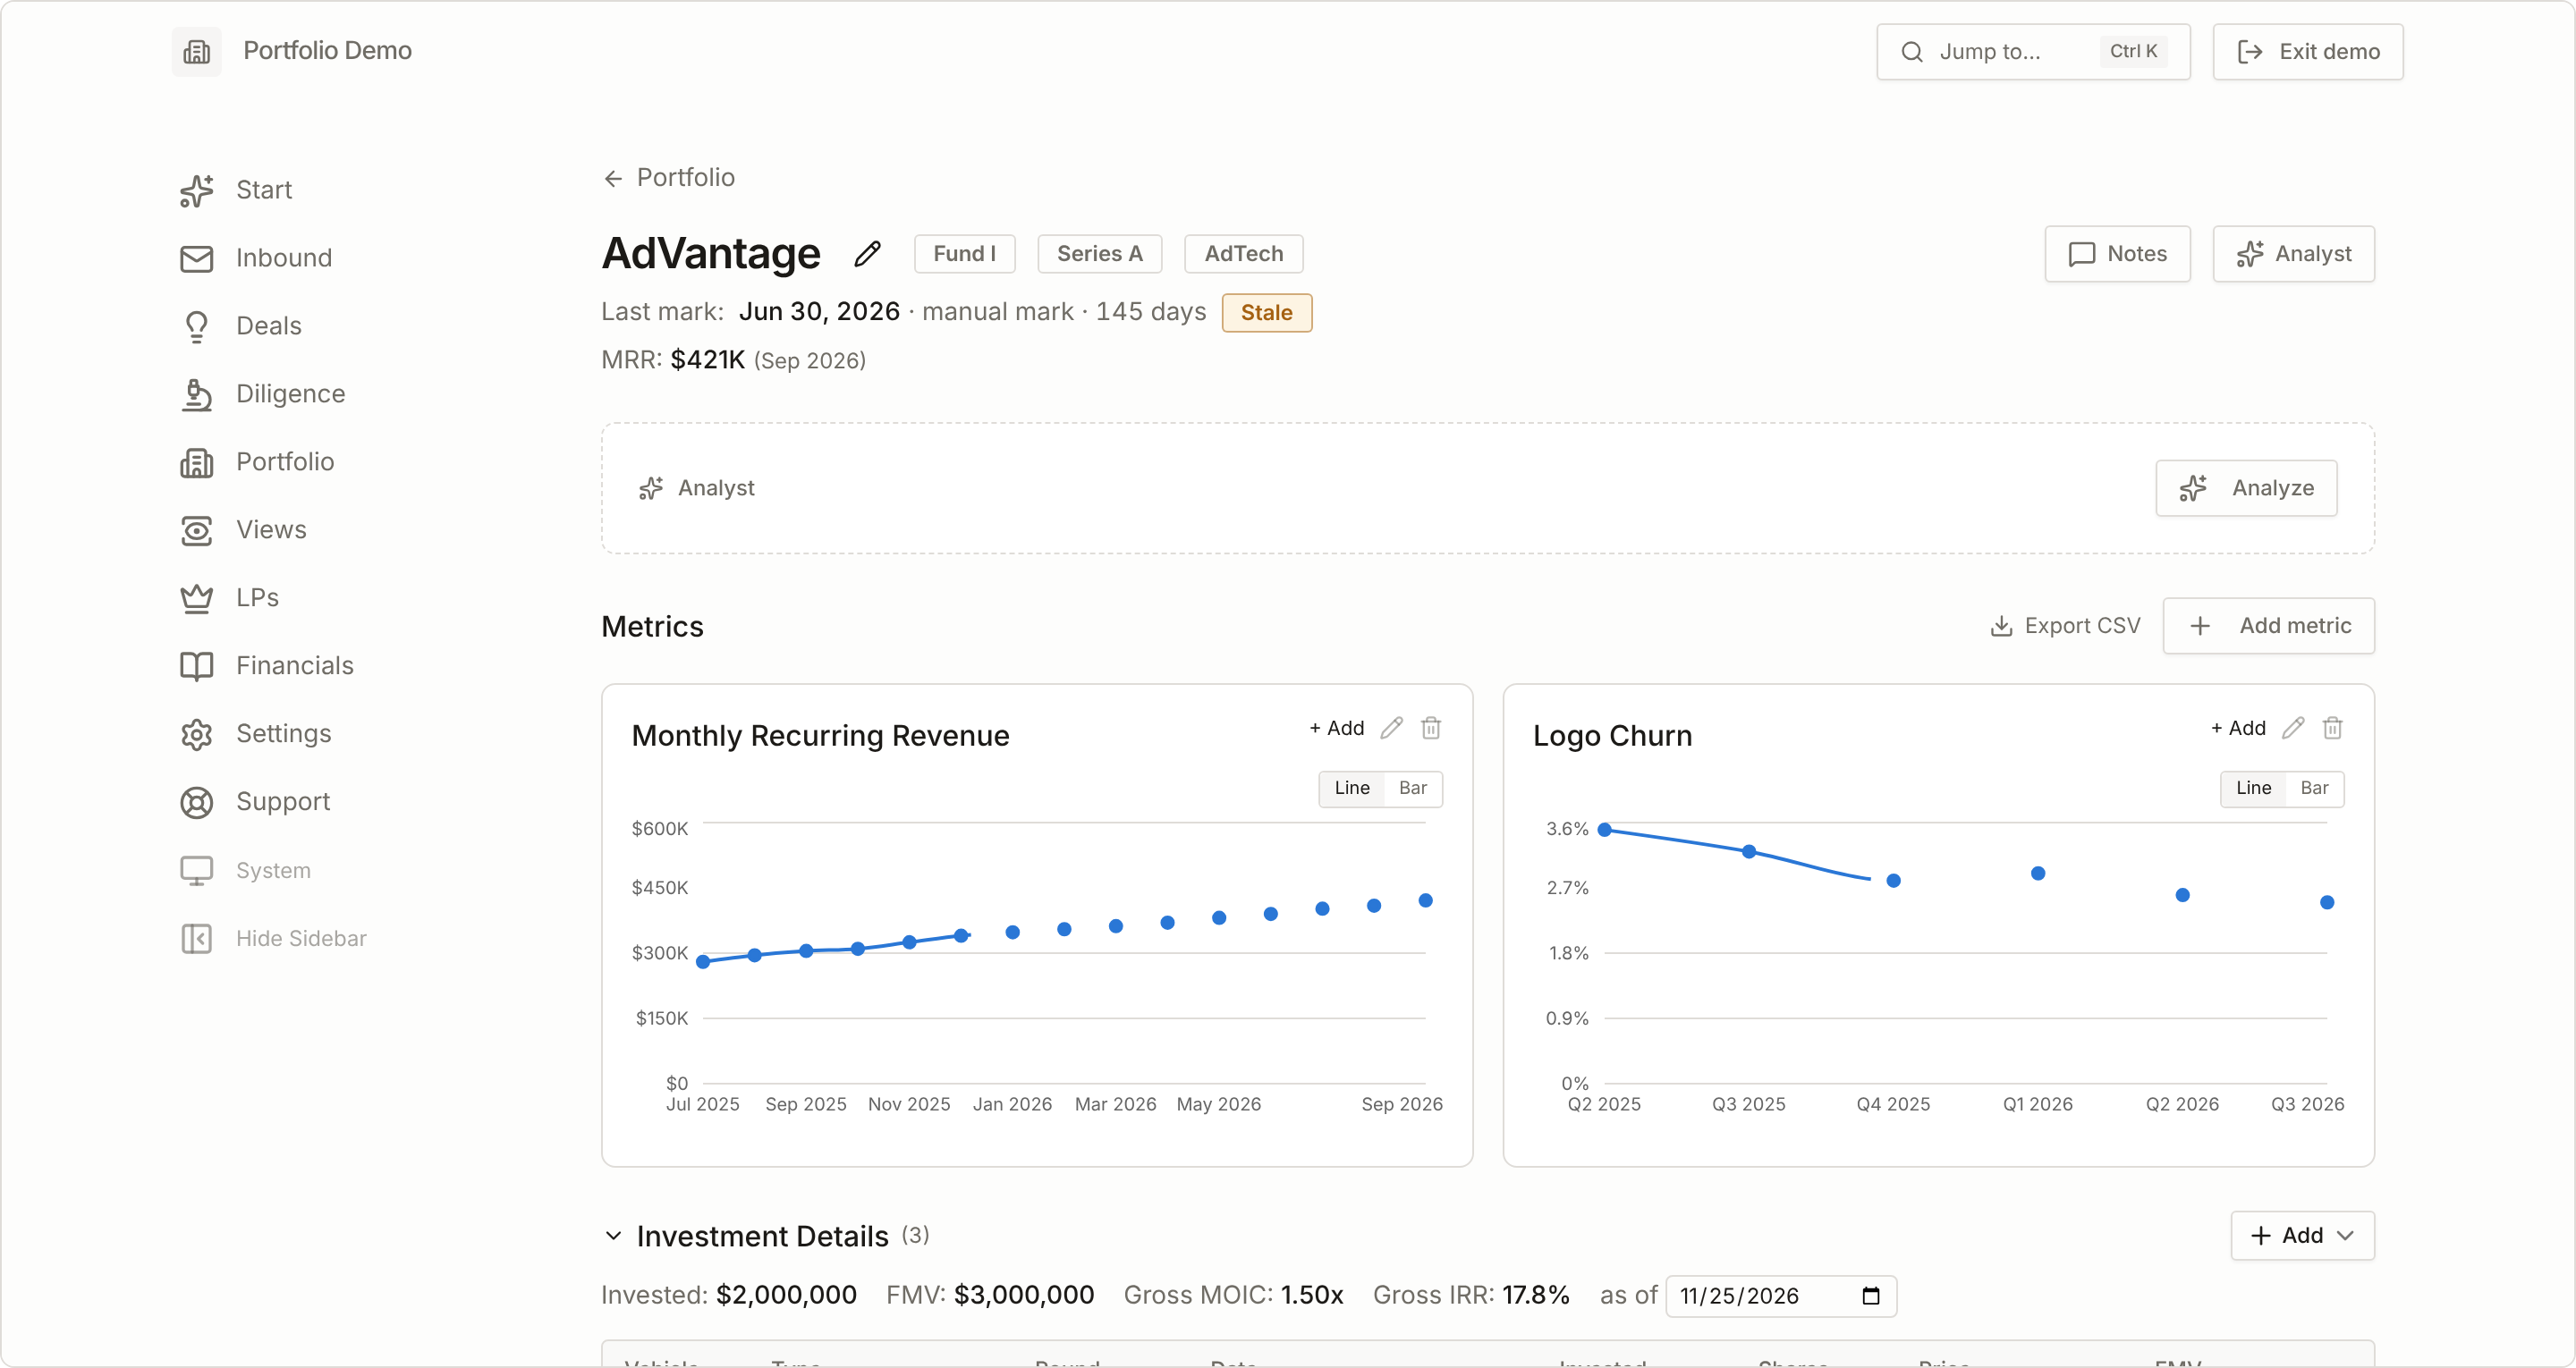 Portfolio Demo
Jump to...
Ctrl K
Exit demo
Start
Inbound
Deals
Diligence
Portfolio
Views
LPs
Financials
Settings
Support
System
Hide Sidebar
← Portfolio
AdVantage
Fund I
Series A
AdTech
Notes
Analyst
Last mark: Jun 30, 2026 · manual mark · 145 days
Stale
MRR: $421K (Sep 2026)
Analyst
Analyze
Metrics
Export CSV
+ Add metric
Monthly Recurring Revenue
+ Add
Line
Bar
$600K
$450K
$300K
$150K
$0
Jul 2025 Sep 2025 Nov 2025 Jan 2026 Mar 2026 May 2026 Sep 2026
Logo Churn
+ Add
Line
Bar
3.6%
2.7%
1.8%
0.9%
0%
Q2 2025 Q3 2025 Q4 2025 Q1 2026 Q2 2026 Q3 2026
Investment Details (3)
+ Add
Invested: $2,000,000 FMV: $3,000,000 Gross MOIC: 1.50x Gross IRR: 17.8% as of 11/25/2026